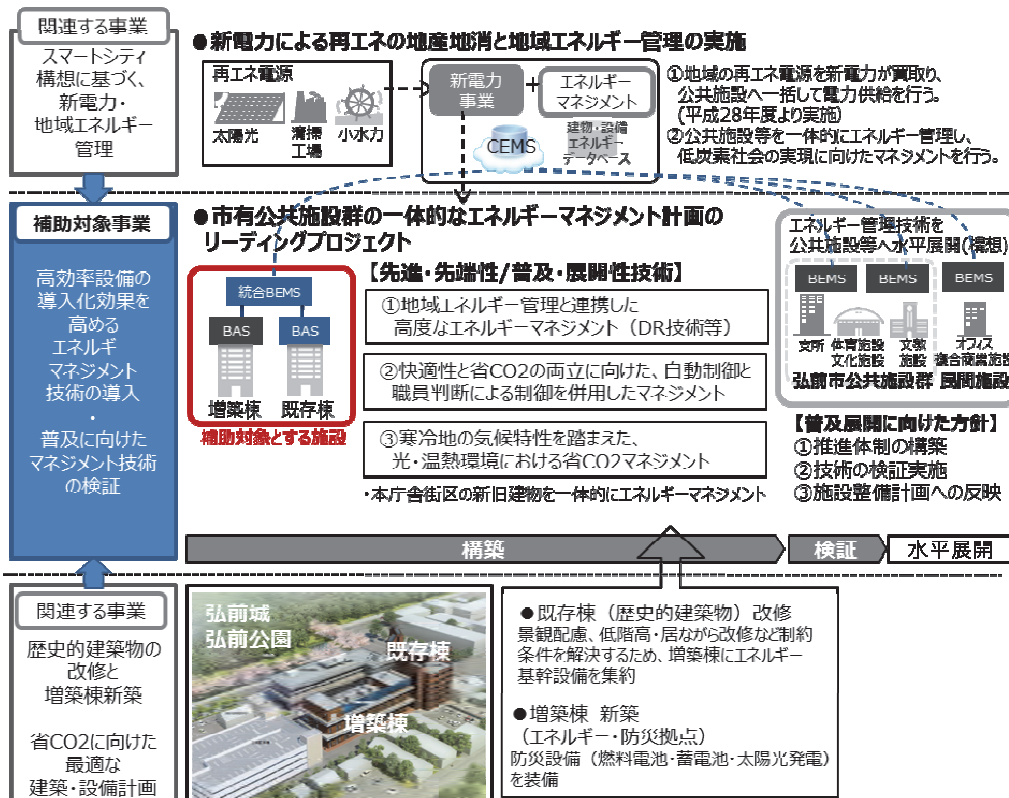 関連する事業
スマートシティ
構想に基づく、
新電力・
地域エネルギー
管理
●新電力による再エネの地産地消と地域エネルギー管理の実施
再エネ電源
太陽光
清掃
工場
小水力
新電力
事業
エネルギー
マネジメント
CEMS
建物・設備
エネルギー
データベース
①地域の再エネ電源を新電力が買取り、
公共施設へ一括して電力供給を行う。
(平成28年度より実施)
②公共施設等を一体的にエネルギー管理し、
低炭素社会の実現に向けたマネジメントを行う。
補助対象事業
高効率設備の
導入化効果を
高める
エネルギ
マネジメント
技術の導入
・
普及に向けた
マネジメント技術
の検証
●市有公共施設群の一体的なエネルギーマネジメント計画の
リーディングプロジェクト
統合BEMS
BAS
BAS
増築棟
既存棟
補助対象とする施設
【先進・先端性/普及・展開性技術】
①地域エネルギー管理と連携した
高度なエネルギーマネジメント（DR技術等）
②快適性と省CO2の両立に向けた、自動制御と
職員判断による制御を併用したマネジメント
③寒冷地の気候特性を踏まえた、
光・温熱環境における省CO2マネジメント
・本庁舎街区の新旧建物を一体的にエネルギーマネジメント
エネルギー管理技術を
公共施設等へ水平展開(構想)
BEMS
BEMS
BEMS
支所
体育施設
文化施設
文教
施設
オフィス
複合商業施設
弘前市公共施設群
民間施設
【普及展開に向けた方針】
①推進体制の構築
②技術の検証実施
③施設整備計画への反映
構築
検証
水平展開
関連する事業
歴史的建築物の
改修と
増築棟新築
省CO2に向けた
最適な
建築・設備計画
弘前城
弘前公園
既存棟
増築棟
●既存棟（歴史的建築物）改修
景観配慮、低階高・居ながら改修など制約
条件を解決するため、増築棟にエネルギー
基幹設備を集約
●増築棟 新築
（エネルギー・防災拠点）
防災設備（燃料電池・蓄電池・太陽光発電）
を装備